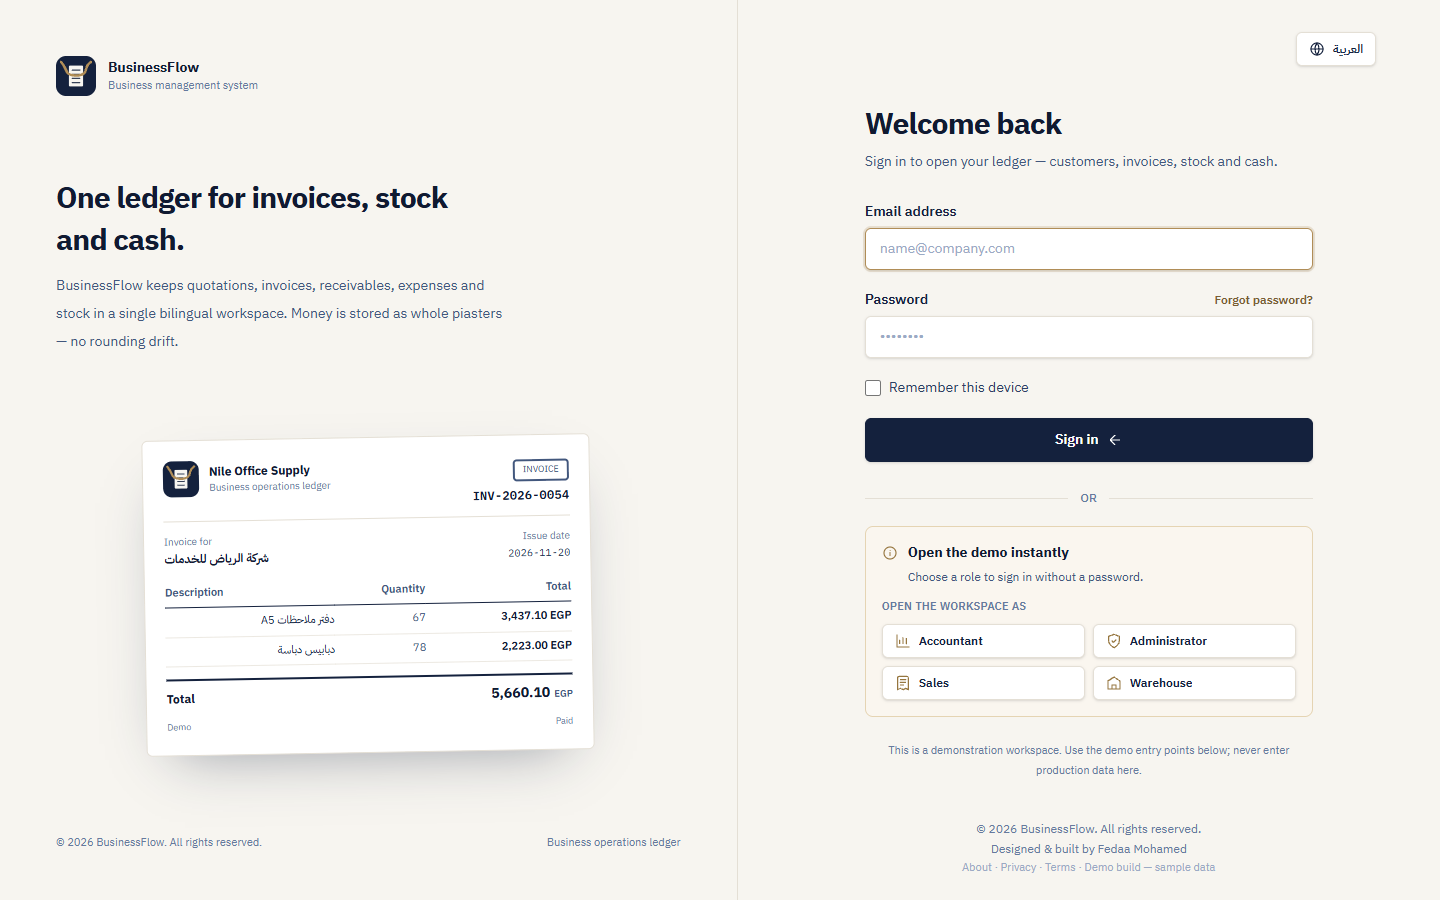 BusinessFlow
Business management system
One ledger for invoices, stock
and cash.
BusinessFlow keeps quotations, invoices, receivables, expenses and
stock in a single bilingual workspace. Money is stored as whole piasters
— no rounding drift.
Nile Office Supply
Business operations ledger
INVOICE
INV-2026-0054
Invoice for
شركة الرياض للخدمات
Issue date
2026-11-20
Description Quantity Total
دفتر ملاحظات A5 67 3,437.10 EGP
دبابيس دباسة 78 2,223.00 EGP
Total 5,660.10 EGP
Demo Paid
© 2026 BusinessFlow. All rights reserved. Business operations ledger
العربية
Welcome back
Sign in to open your ledger — customers, invoices, stock and cash.
Email address
name@company.com
Password Forgot password?
••••••••
Remember this device
Sign in ←
OR
Open the demo instantly
Choose a role to sign in without a password.
OPEN THE WORKSPACE AS
Accountant Administrator
Sales Warehouse
This is a demonstration workspace. Use the demo entry points below; never enter
production data here.
© 2026 BusinessFlow. All rights reserved.
Designed & built by Fedaa Mohamed
About · Privacy · Terms · Demo build — sample data